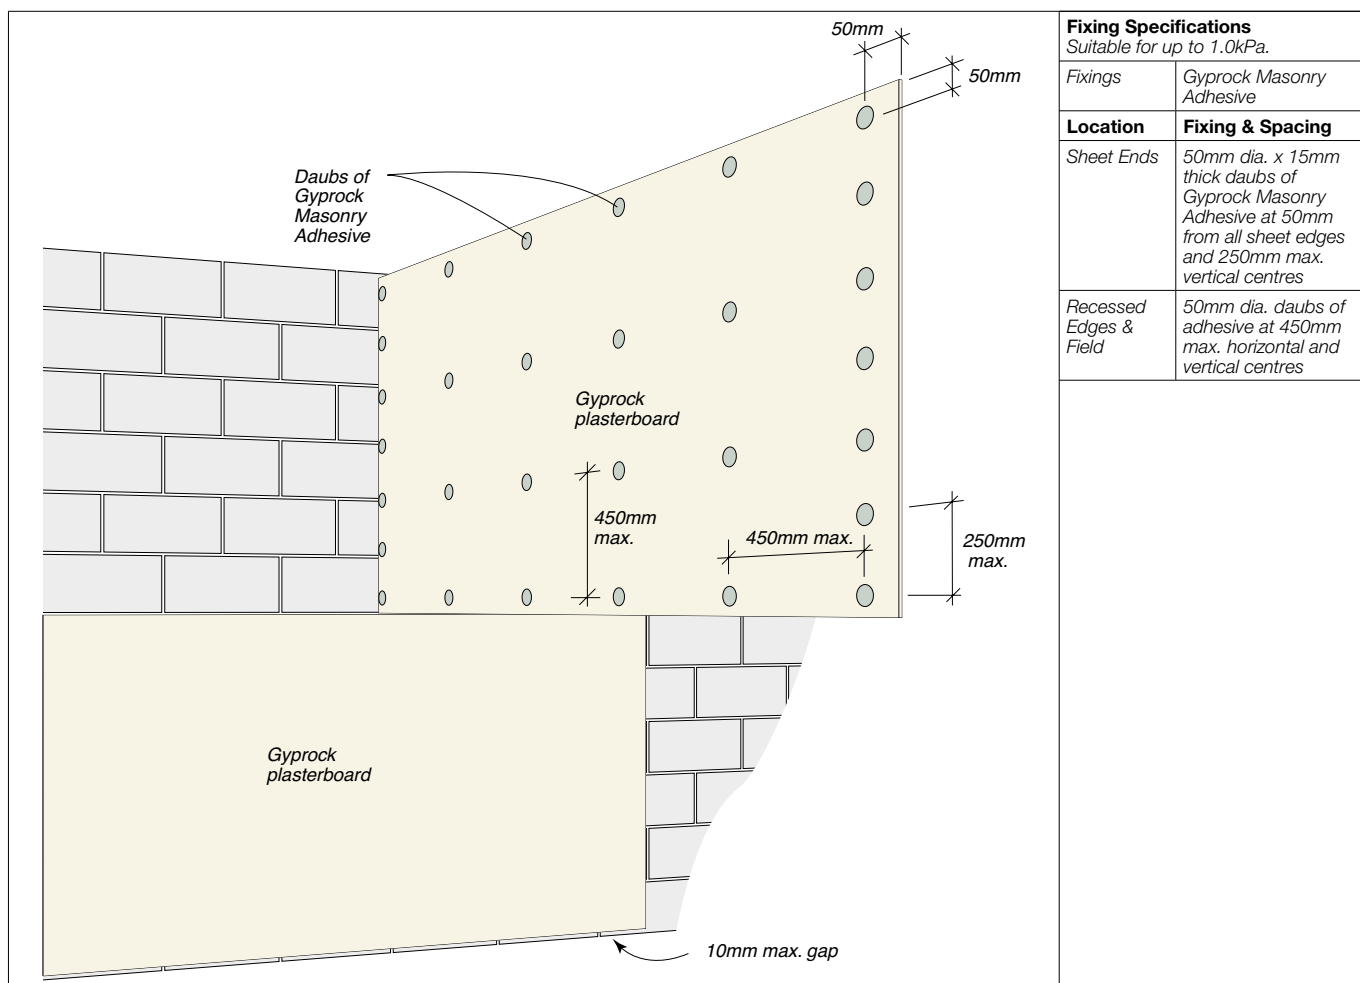 50mm
50mm
Daubs of
Gyprock
Masonry
Adhesive
Gyprock
plasterboard
450mm
max.
450mm max.
250mm
max.
Gyprock
plasterboard
10mm max. gap
Fixing Specifications
Suitable for up to 1.0kPa.
Fixings
Gyprock Masonry
Adhesive
Location
Fixing & Spacing
Sheet Ends
50mm dia. x 15mm
thick daubs of
Gyprock Masonry
Adhesive at 50mm
from all sheet edges
and 250mm max.
vertical centres
Recessed
Edges &
Field
50mm dia. daubs of
adhesive at 450mm
max. horizontal and
vertical centres